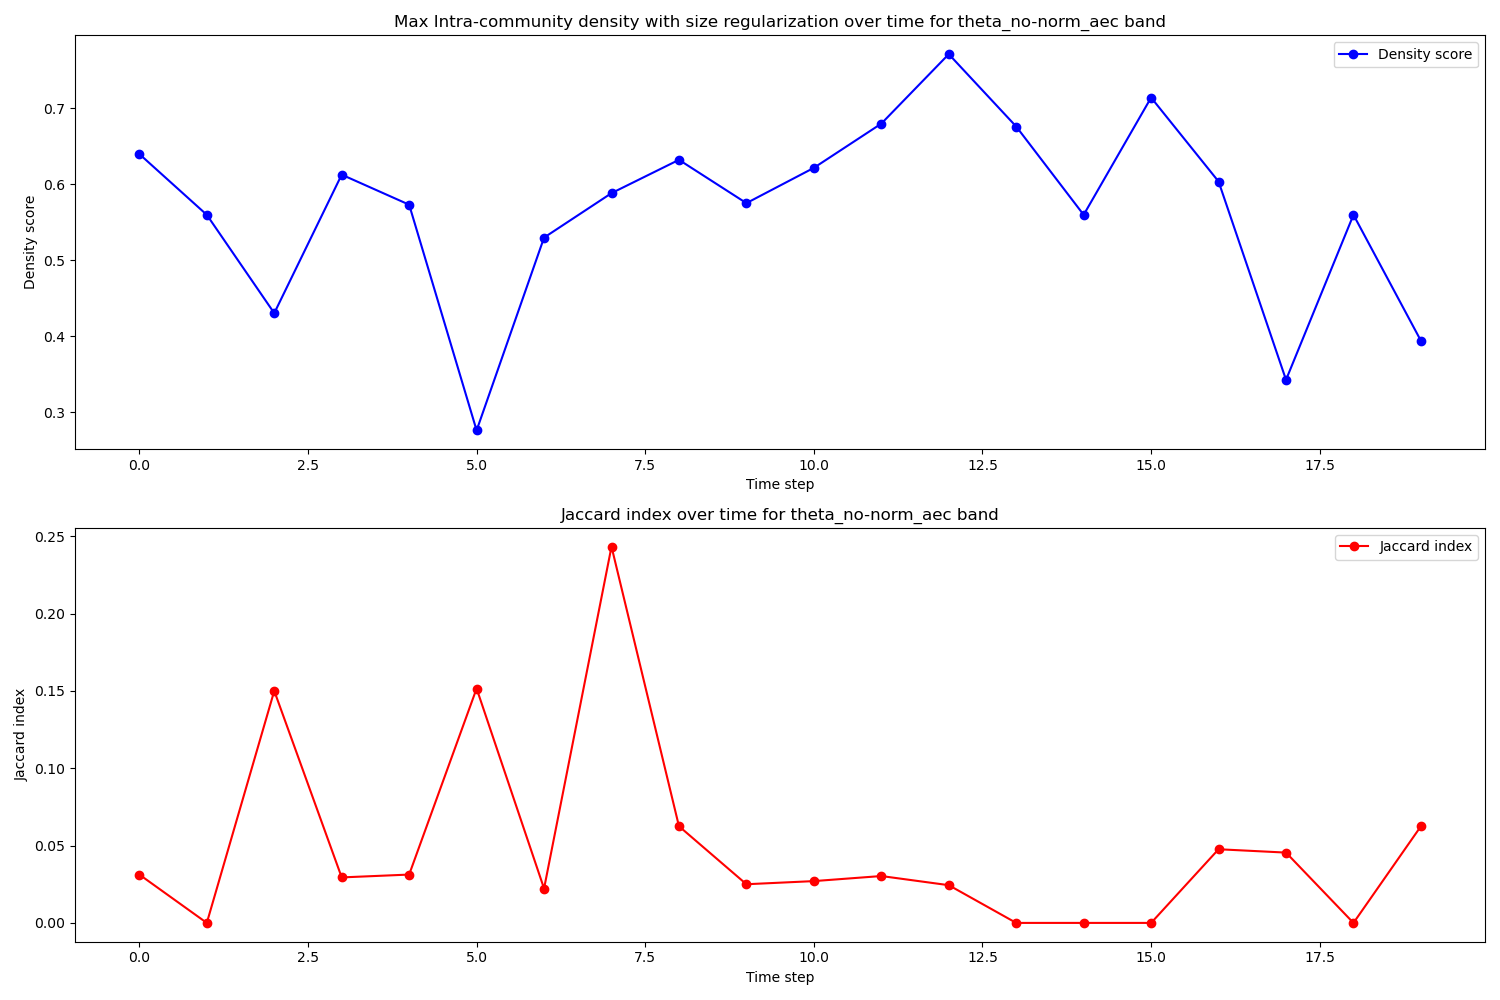 Max Intra-community density with size regularization over time for theta_no-norm_aec band
Density score
Density score
0.7
0.6
0.5
0.4
0.3
0.0 2.5 5.0 7.5 10.0 12.5 15.0 17.5
Time step
Jaccard index over time for theta_no-norm_aec band
Jaccard index
Jaccard index
0.25
0.20
0.15
0.10
0.05
0.00
0.0 2.5 5.0 7.5 10.0 12.5 15.0 17.5
Time step